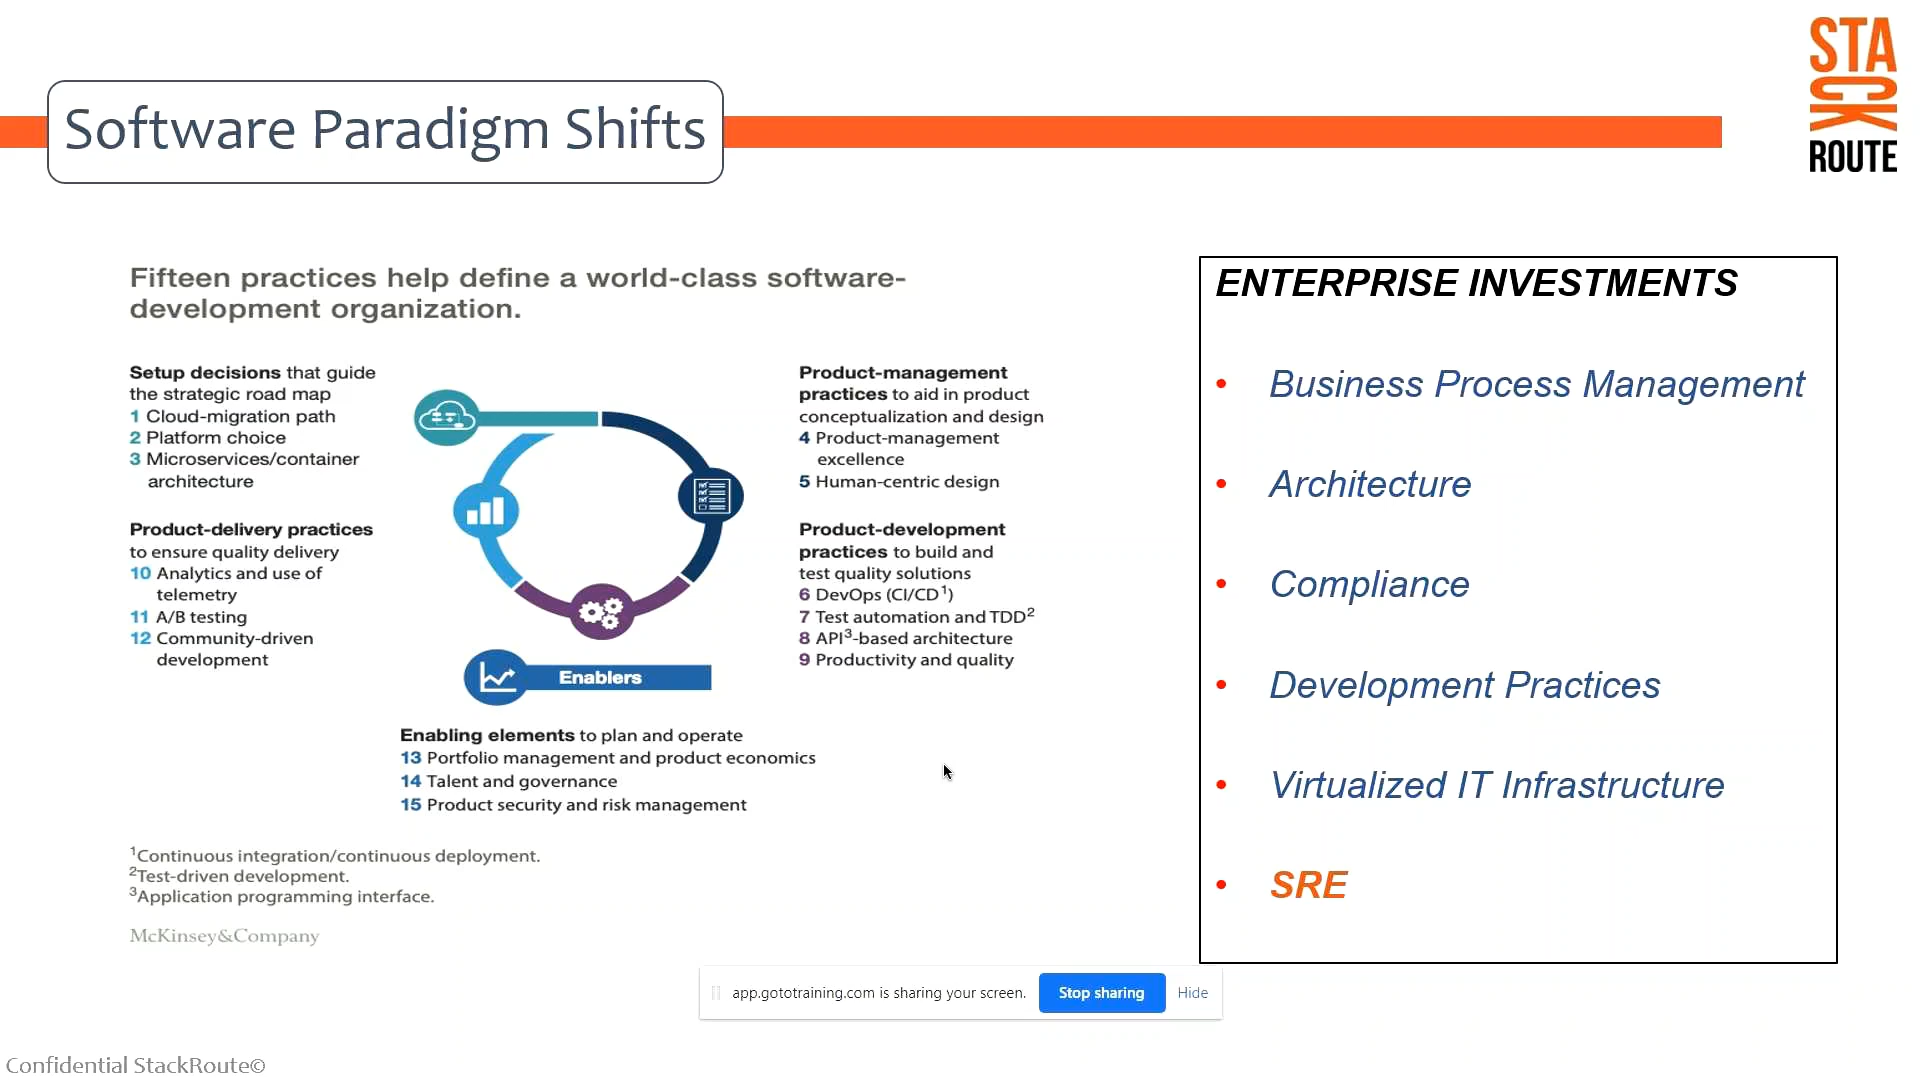 STA
CK
ROUTE
Software Paradigm Shifts
Fifteen practices help define a world-class software-
development organization.
Setup decisions that guide
the strategic road map
1 Cloud-migration path
2 Platform choice
3 Microservices/container
architecture
Product-management
practices to aid in product
conceptualization and design
4 Product-management
excellence
5 Human-centric design
Product-delivery practices
to ensure quality delivery
10 Analytics and use of
telemetry
11 A/B testing
12 Community-driven
development
Product-development
practices to build and
test quality solutions
6 DevOps (CI/CD¹)
7 Test automation and TDD²
8 API³-based architecture
9 Productivity and quality
Enablers
Enabling elements to plan and operate
13 Portfolio management and product economics
14 Talent and governance
15 Product security and risk management
¹Continuous integration/continuous deployment.
²Test-driven development.
³Application programming interface.
McKinsey&Company
ENTERPRISE INVESTMENTS
• Business Process Management
• Architecture
• Compliance
• Development Practices
• Virtualized IT Infrastructure
• SRE
app.gototraining.com is sharing your screen. Stop sharing Hide
Confidential StackRoute©